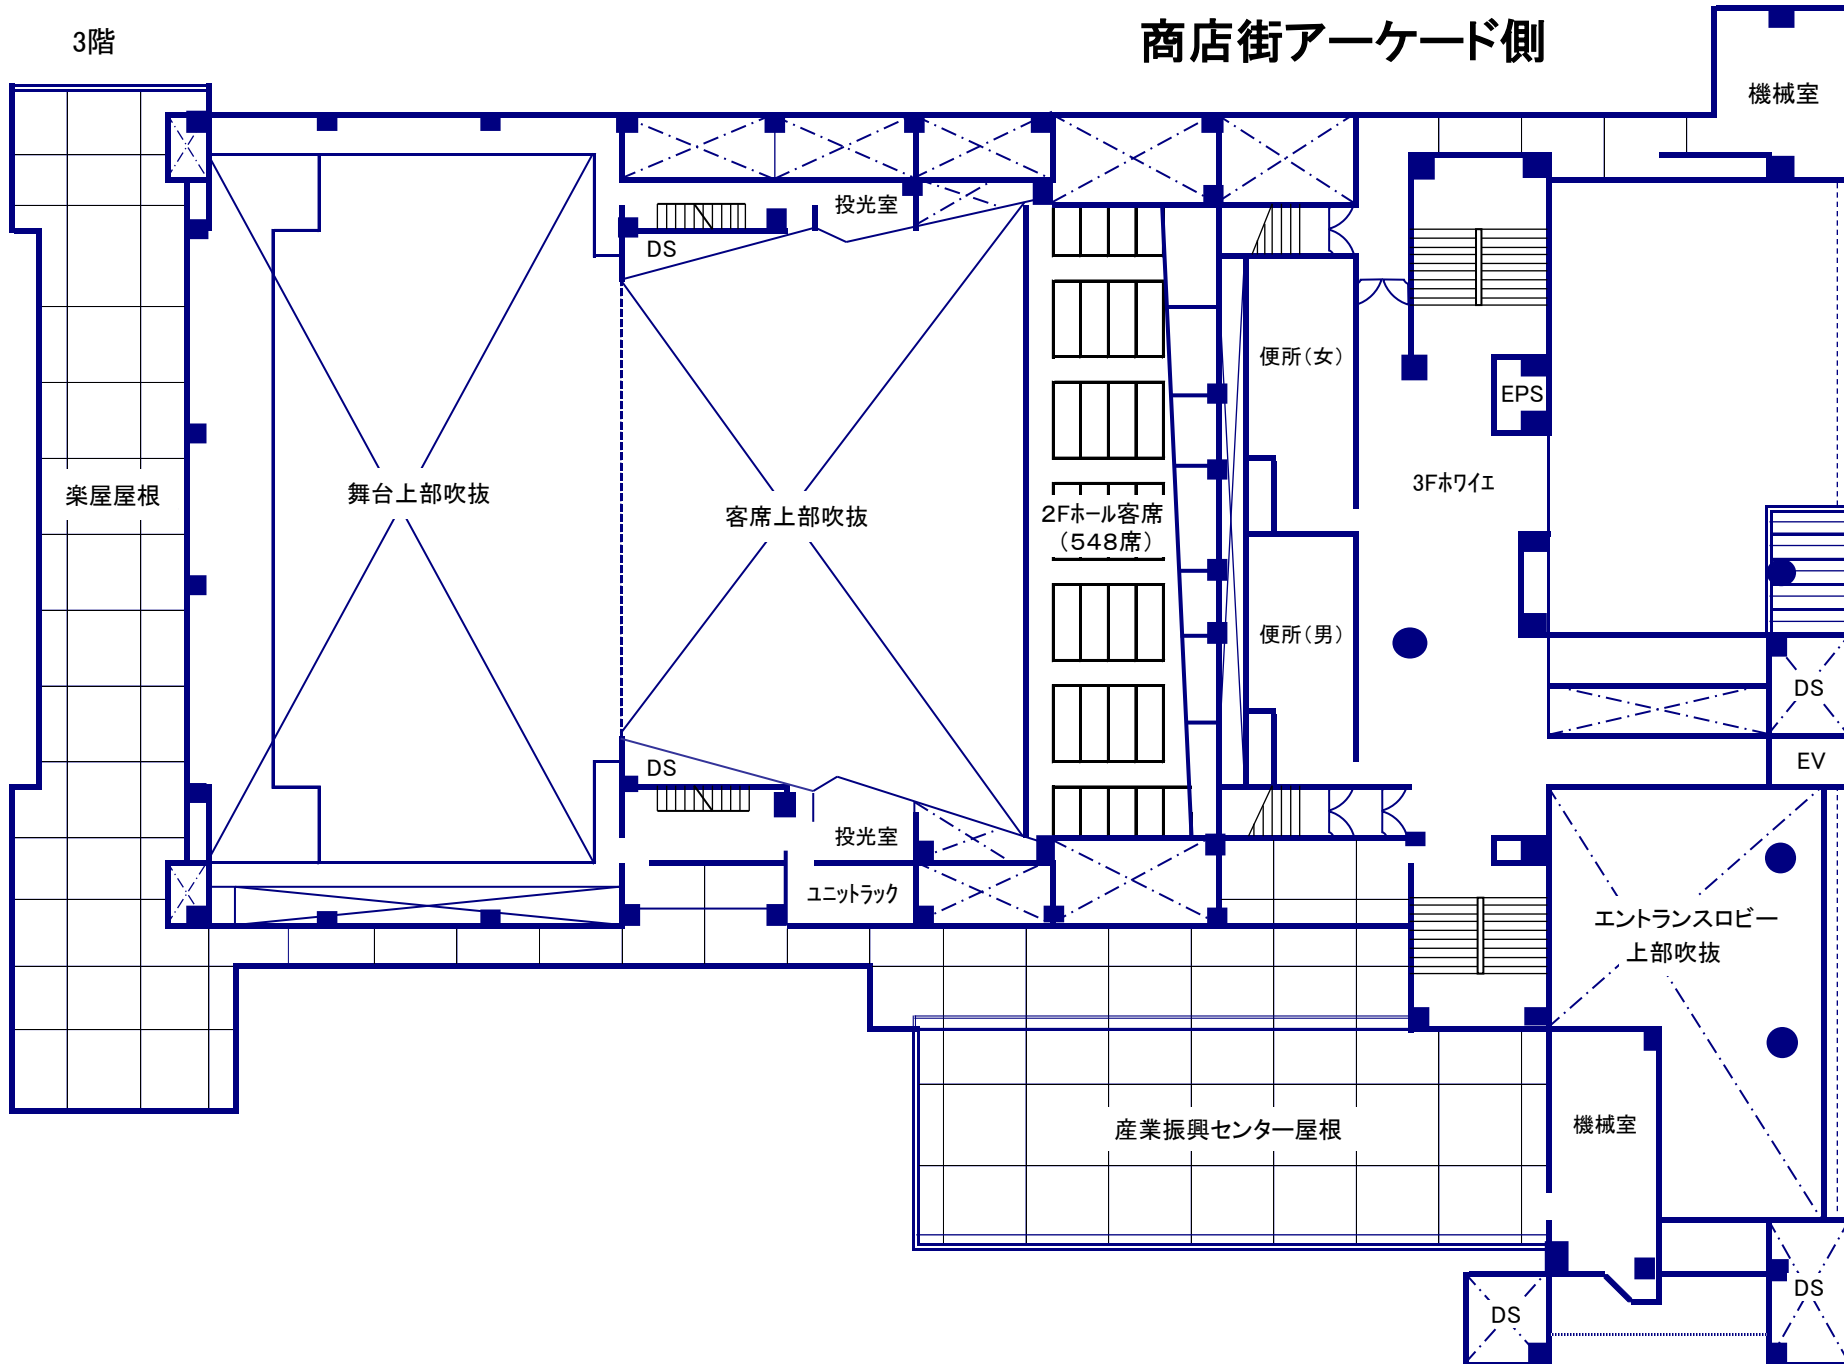 商店街アーケード側
3階
機械室
投光室
DS
便所(女)
EPS
3Fホワイエ
楽屋屋根
舞台上部吹抜
客席上部吹抜
2Fホール客席
(548席)
便所(男)
DS
EV
DS
投光室
ユニットラック
エントランスロビー
上部吹抜
産業振興センター屋根
機械室
DS
DS